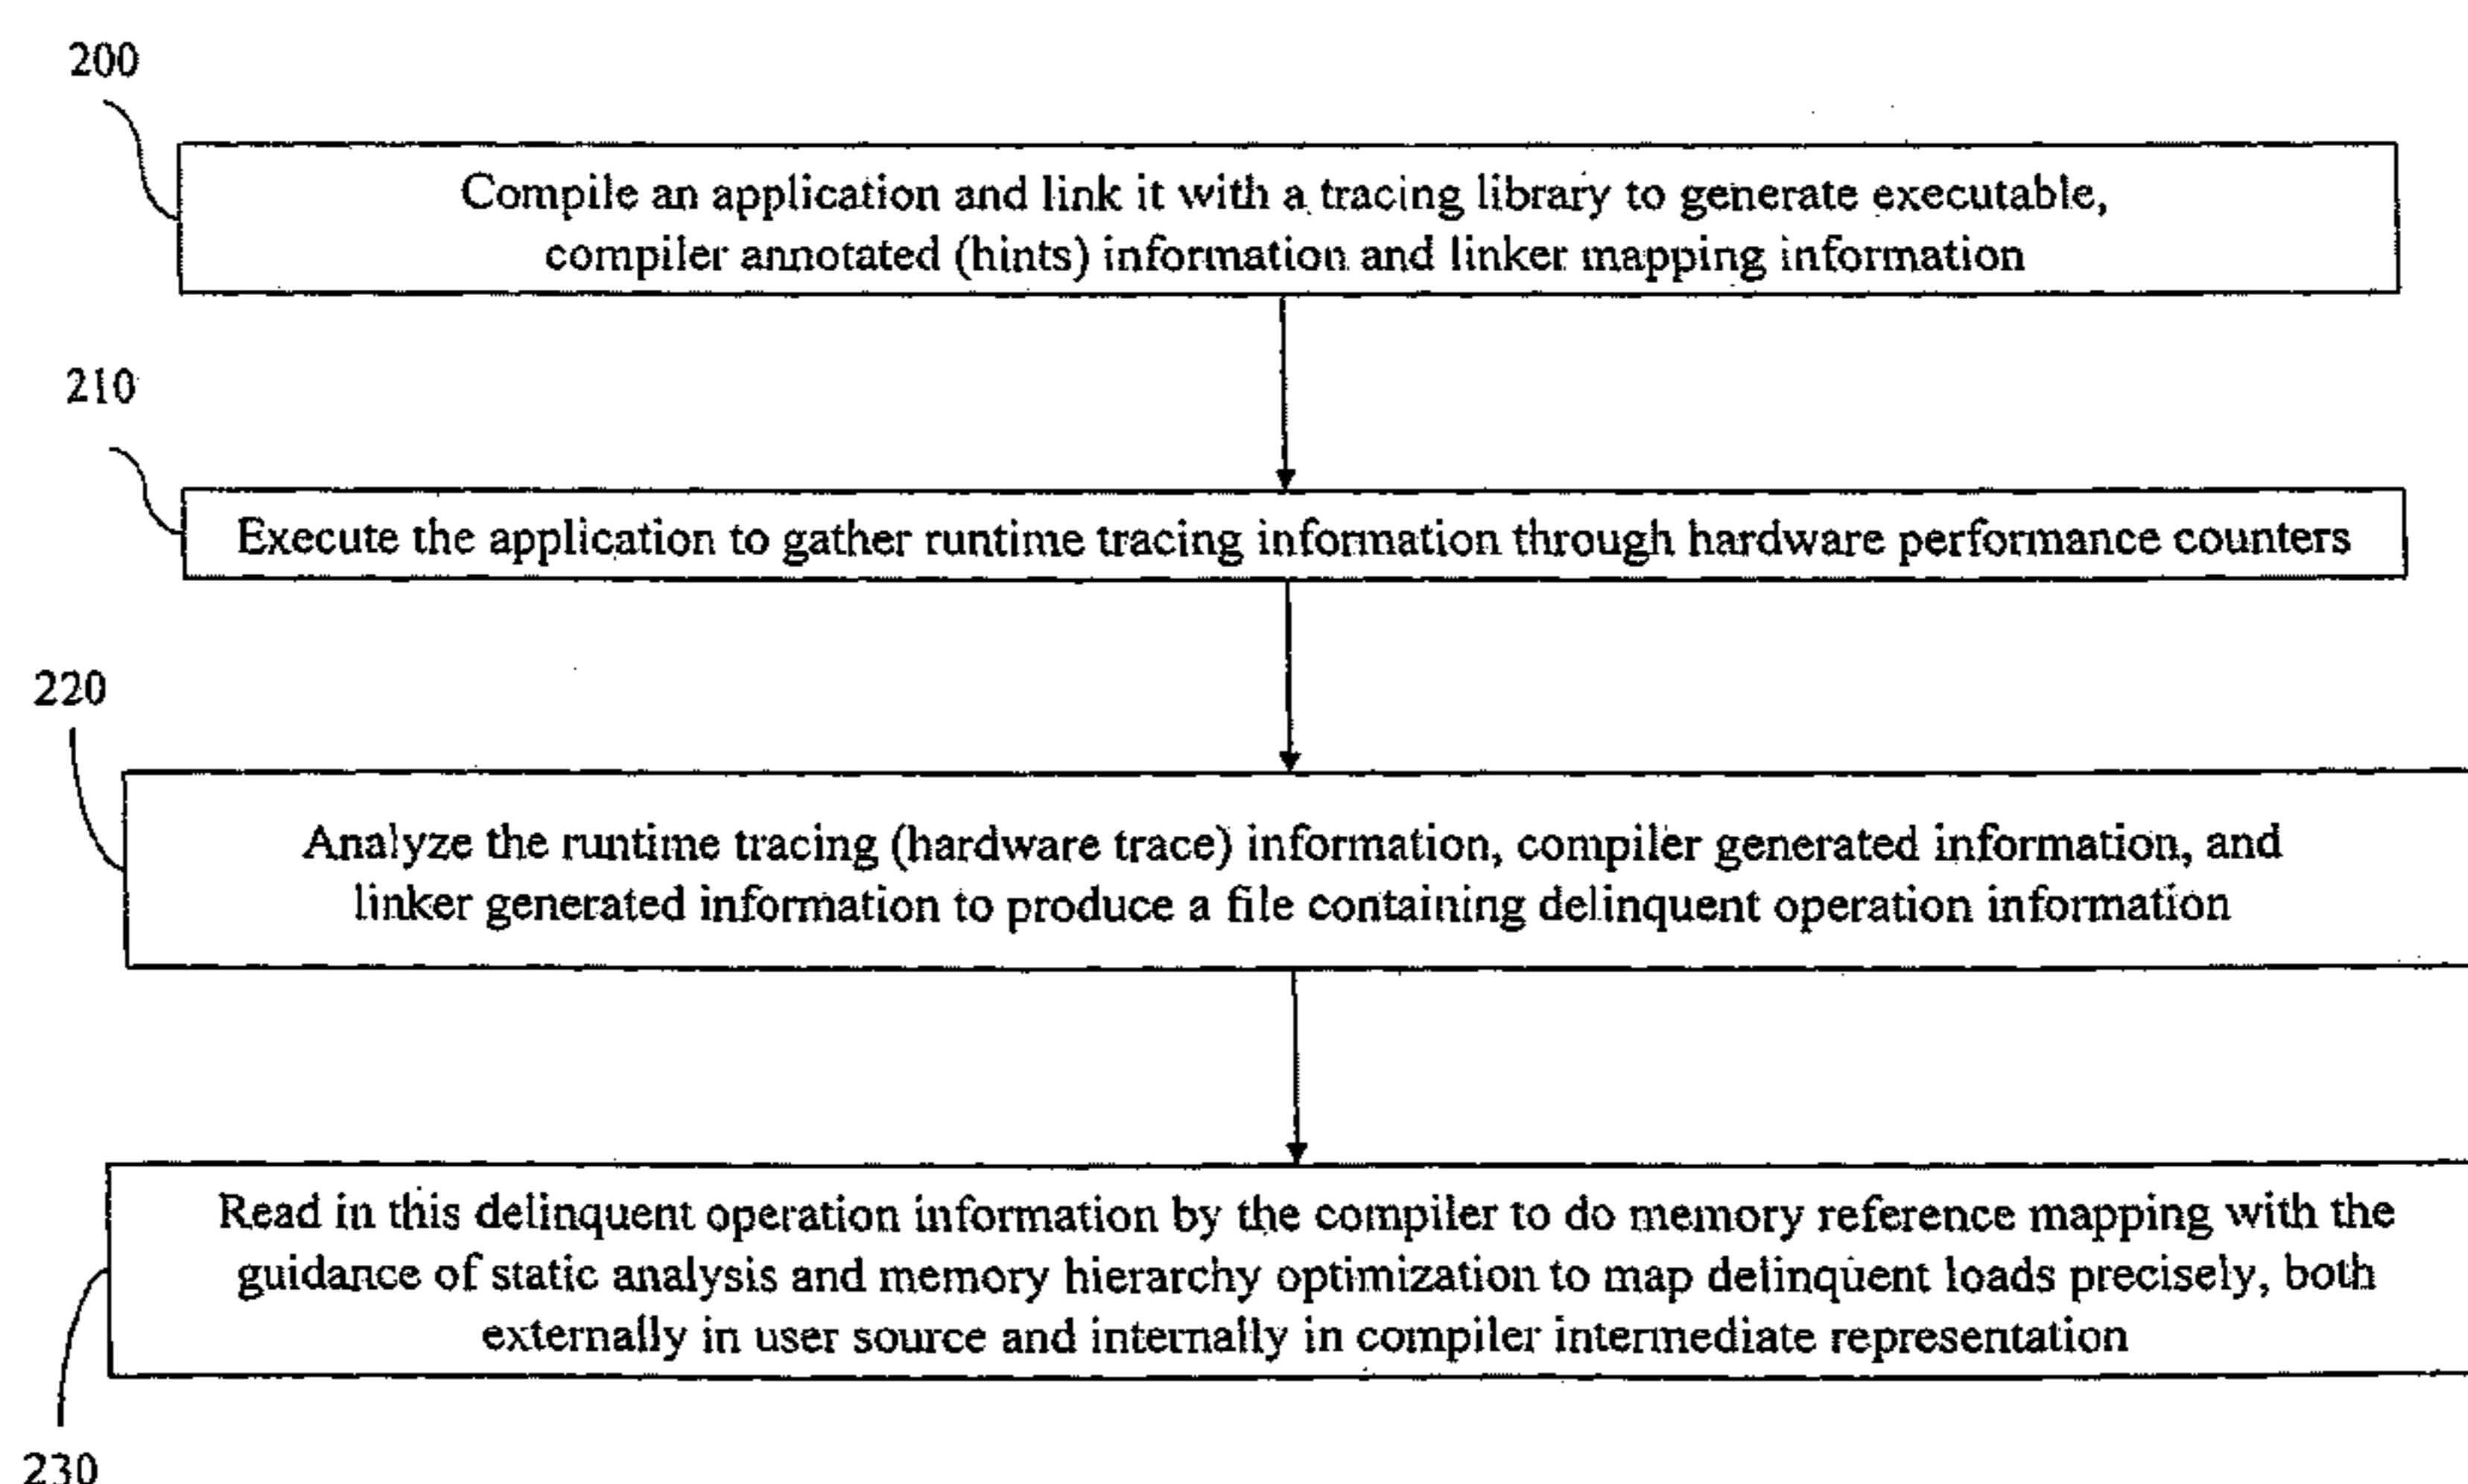 200
Compile an application and link it with a tracing library to generate executable,
compiler annotated (hints) information and linker mapping information
210
Execute the application to gather runtime tracing information through hardware performance counters
220
Analyze the runtime tracing (hardware trace) information, compiler generated information, and
linker generated information to produce a file containing delinquent operation information
Read in this delinquent operation information by the compiler to do memory reference mapping with the
guidance of static analysis and memory hierarchy optimization to map delinquent loads precisely, both
externally in user source and internally in compiler intermediate representation
230